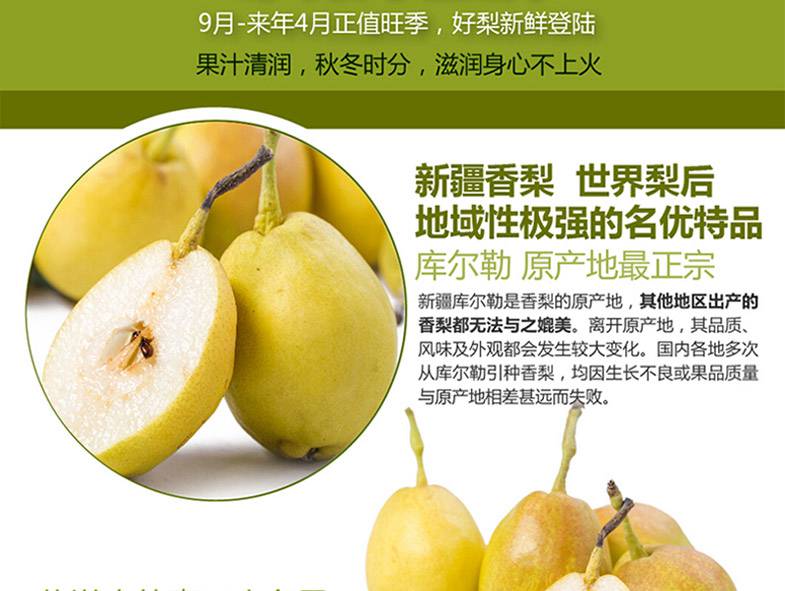 9月-来年4月正值旺季，好梨新鲜登陆
果汁清润，秋冬时分，滋润身心不上火
新疆香梨 世界梨后
地域性极强的名优特品
库尔勒 原产地最正宗
新疆库尔勒是香梨的原产地，其他地区出产的
香梨都无法与之媲美。离开原产地，其品质、
风味及外观都会发生较大变化。国内各地多次
从库尔勒引种香梨，均因生长不良或果品质量
与原产地相差甚远而失败。